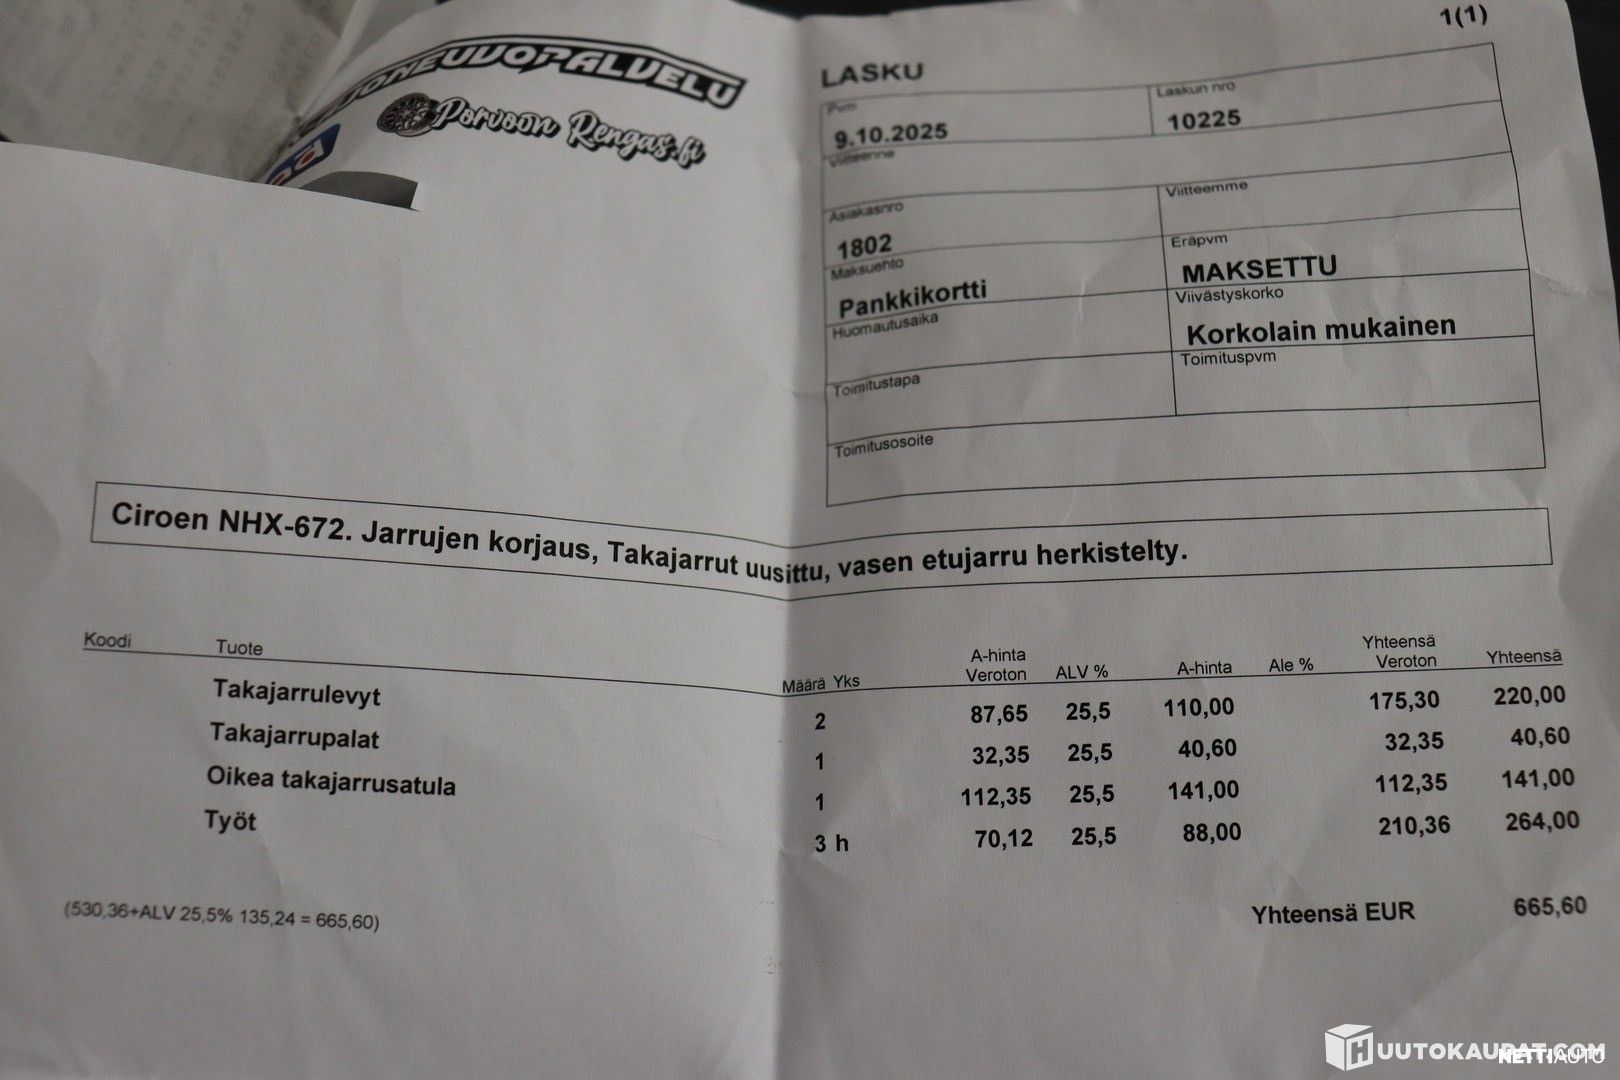 1(1)
Porvoon Rengas.fi
LASKU
Pvm
Laskun nro
9.10.2025
10225
Viitteenne
Viitteemme
Asiakasnro
1802
Eräpvm
MAKSETTU
Maksuehto
Pankkikortti
Viivästyskorko
Korkolain mukainen
Huomautusaika
Toimitustapa
Toimituspvm
Toimitusosoite
Ciroen NHX-672. Jarrujen korjaus, Takajarrut uusittu, vasen etujarru herkistelty.
Koodi Tuote Määrä Yks A-hinta Veroton ALV % A-hinta Ale % Yhteensä Veroton Yhteensä
Takajarrulevyt 2 87,65 25,5 110,00 175,30 220,00
Takajarrupalat 1 32,35 25,5 40,60 32,35 40,60
Oikea takajarrusatula 1 112,35 25,5 141,00 112,35 141,00
Työt 3 h 70,12 25,5 88,00 210,36 264,00
(530,36+ALV 25,5% 135,24 = 665,60)
Yhteensä EUR 665,60
HUUTOKAUPAT.COM
NETTIAUTO